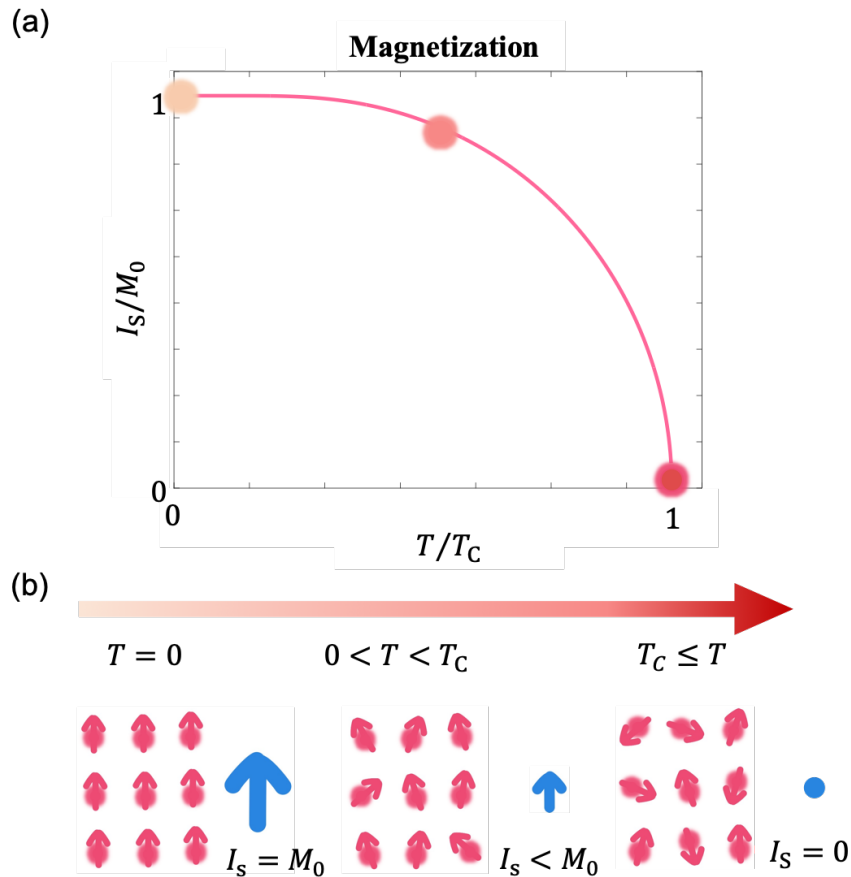 (a)
Magnetization
1
I_S/M_0
0
0
1
T/T_C
(b)
T = 0
0 < T < T_C
T_C ≤ T
I_s = M_0
I_s < M_0
I_S = 0